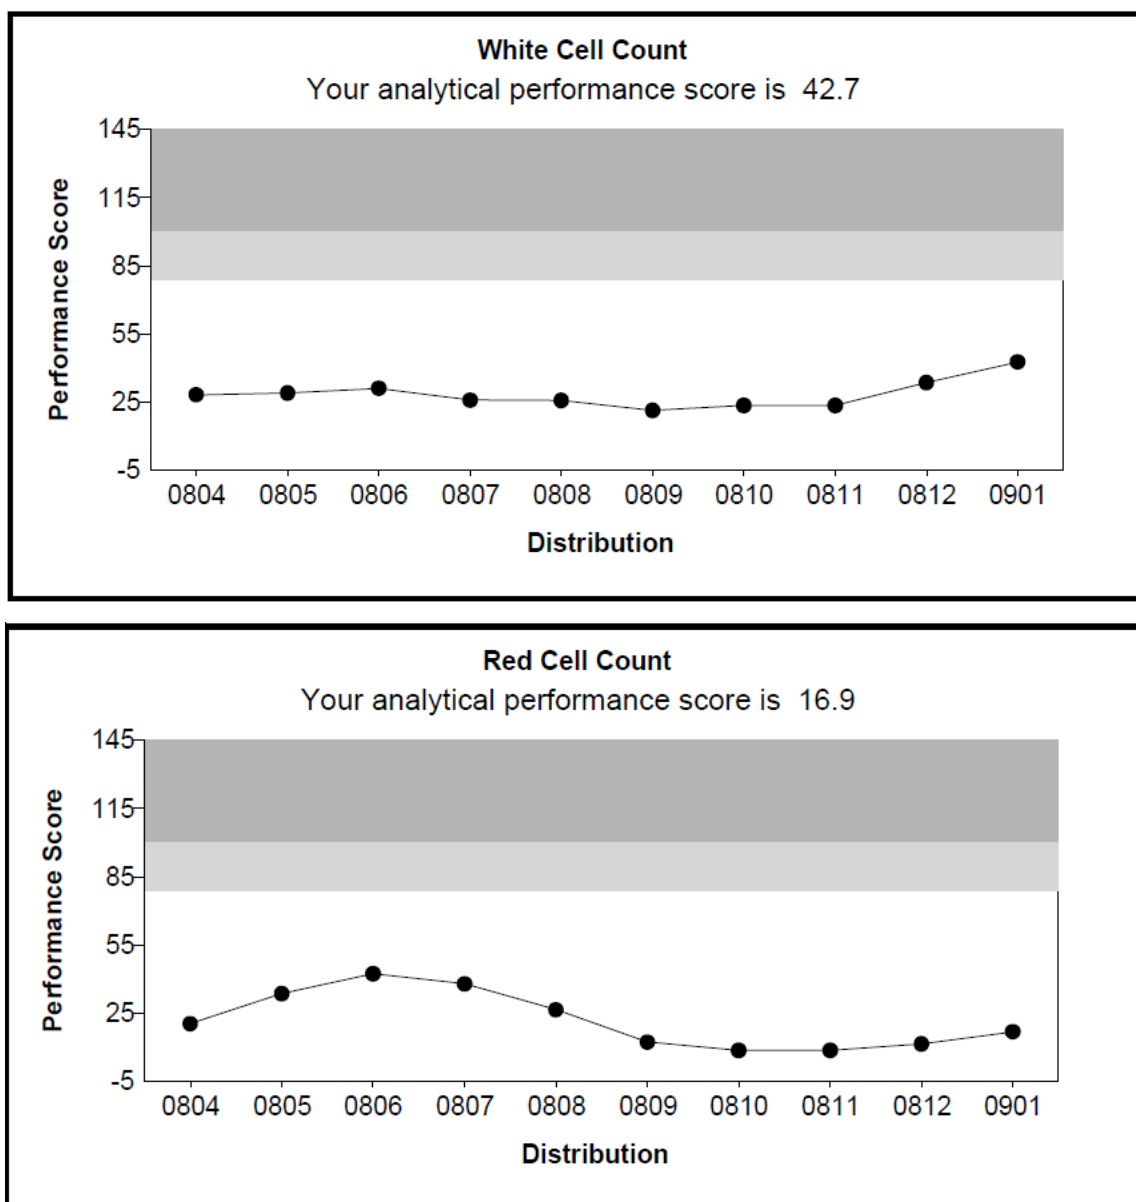 White Cell Count
Your analytical performance score is 42.7
Performance Score
145
115
85
55
25
-5
0804 0805 0806 0807 0808 0809 0810 0811 0812 0901
Distribution
Red Cell Count
Your analytical performance score is 16.9
Performance Score
145
115
85
55
25
-5
0804 0805 0806 0807 0808 0809 0810 0811 0812 0901
Distribution